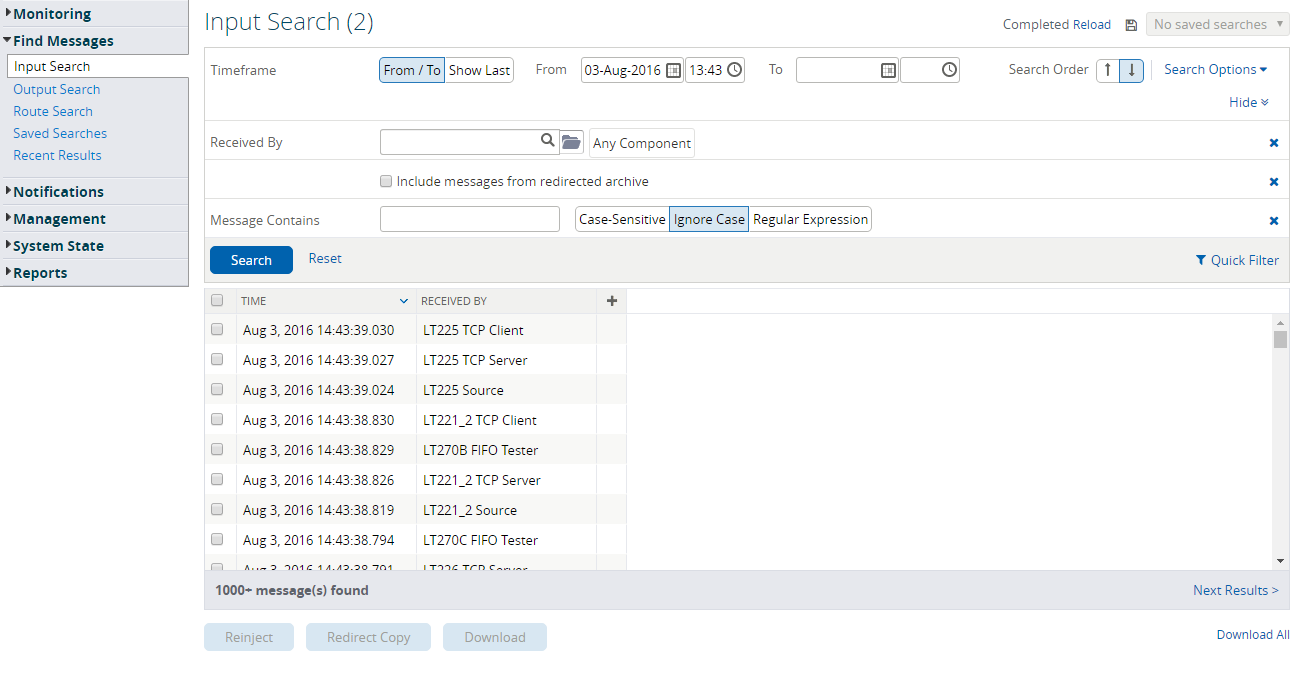 Monitoring
Find Messages
Input Search
Output Search
Route Search
Saved Searches
Recent Results
Notifications
Management
System State
Reports
Input Search (2)
Completed Reload No saved searches
Timeframe From / To Show Last From 03-Aug-2016 13:43 To Search Order Search Options
Hide
Received By Any Component
Include messages from redirected archive
Message Contains Case-Sensitive Ignore Case Regular Expression
Search Reset Quick Filter
TIME RECEIVED BY
Aug 3, 2016 14:43:39.030 LT225 TCP Client
Aug 3, 2016 14:43:39.027 LT225 TCP Server
Aug 3, 2016 14:43:39.024 LT225 Source
Aug 3, 2016 14:43:38.830 LT221_2 TCP Client
Aug 3, 2016 14:43:38.829 LT270B FIFO Tester
Aug 3, 2016 14:43:38.826 LT221_2 TCP Server
Aug 3, 2016 14:43:38.819 LT221_2 Source
Aug 3, 2016 14:43:38.794 LT270C FIFO Tester
Aug 3, 2016 14:43:38.791 LT226 TCP Server
1000+ message(s) found Next Results >
Reinject Redirect Copy Download Download All